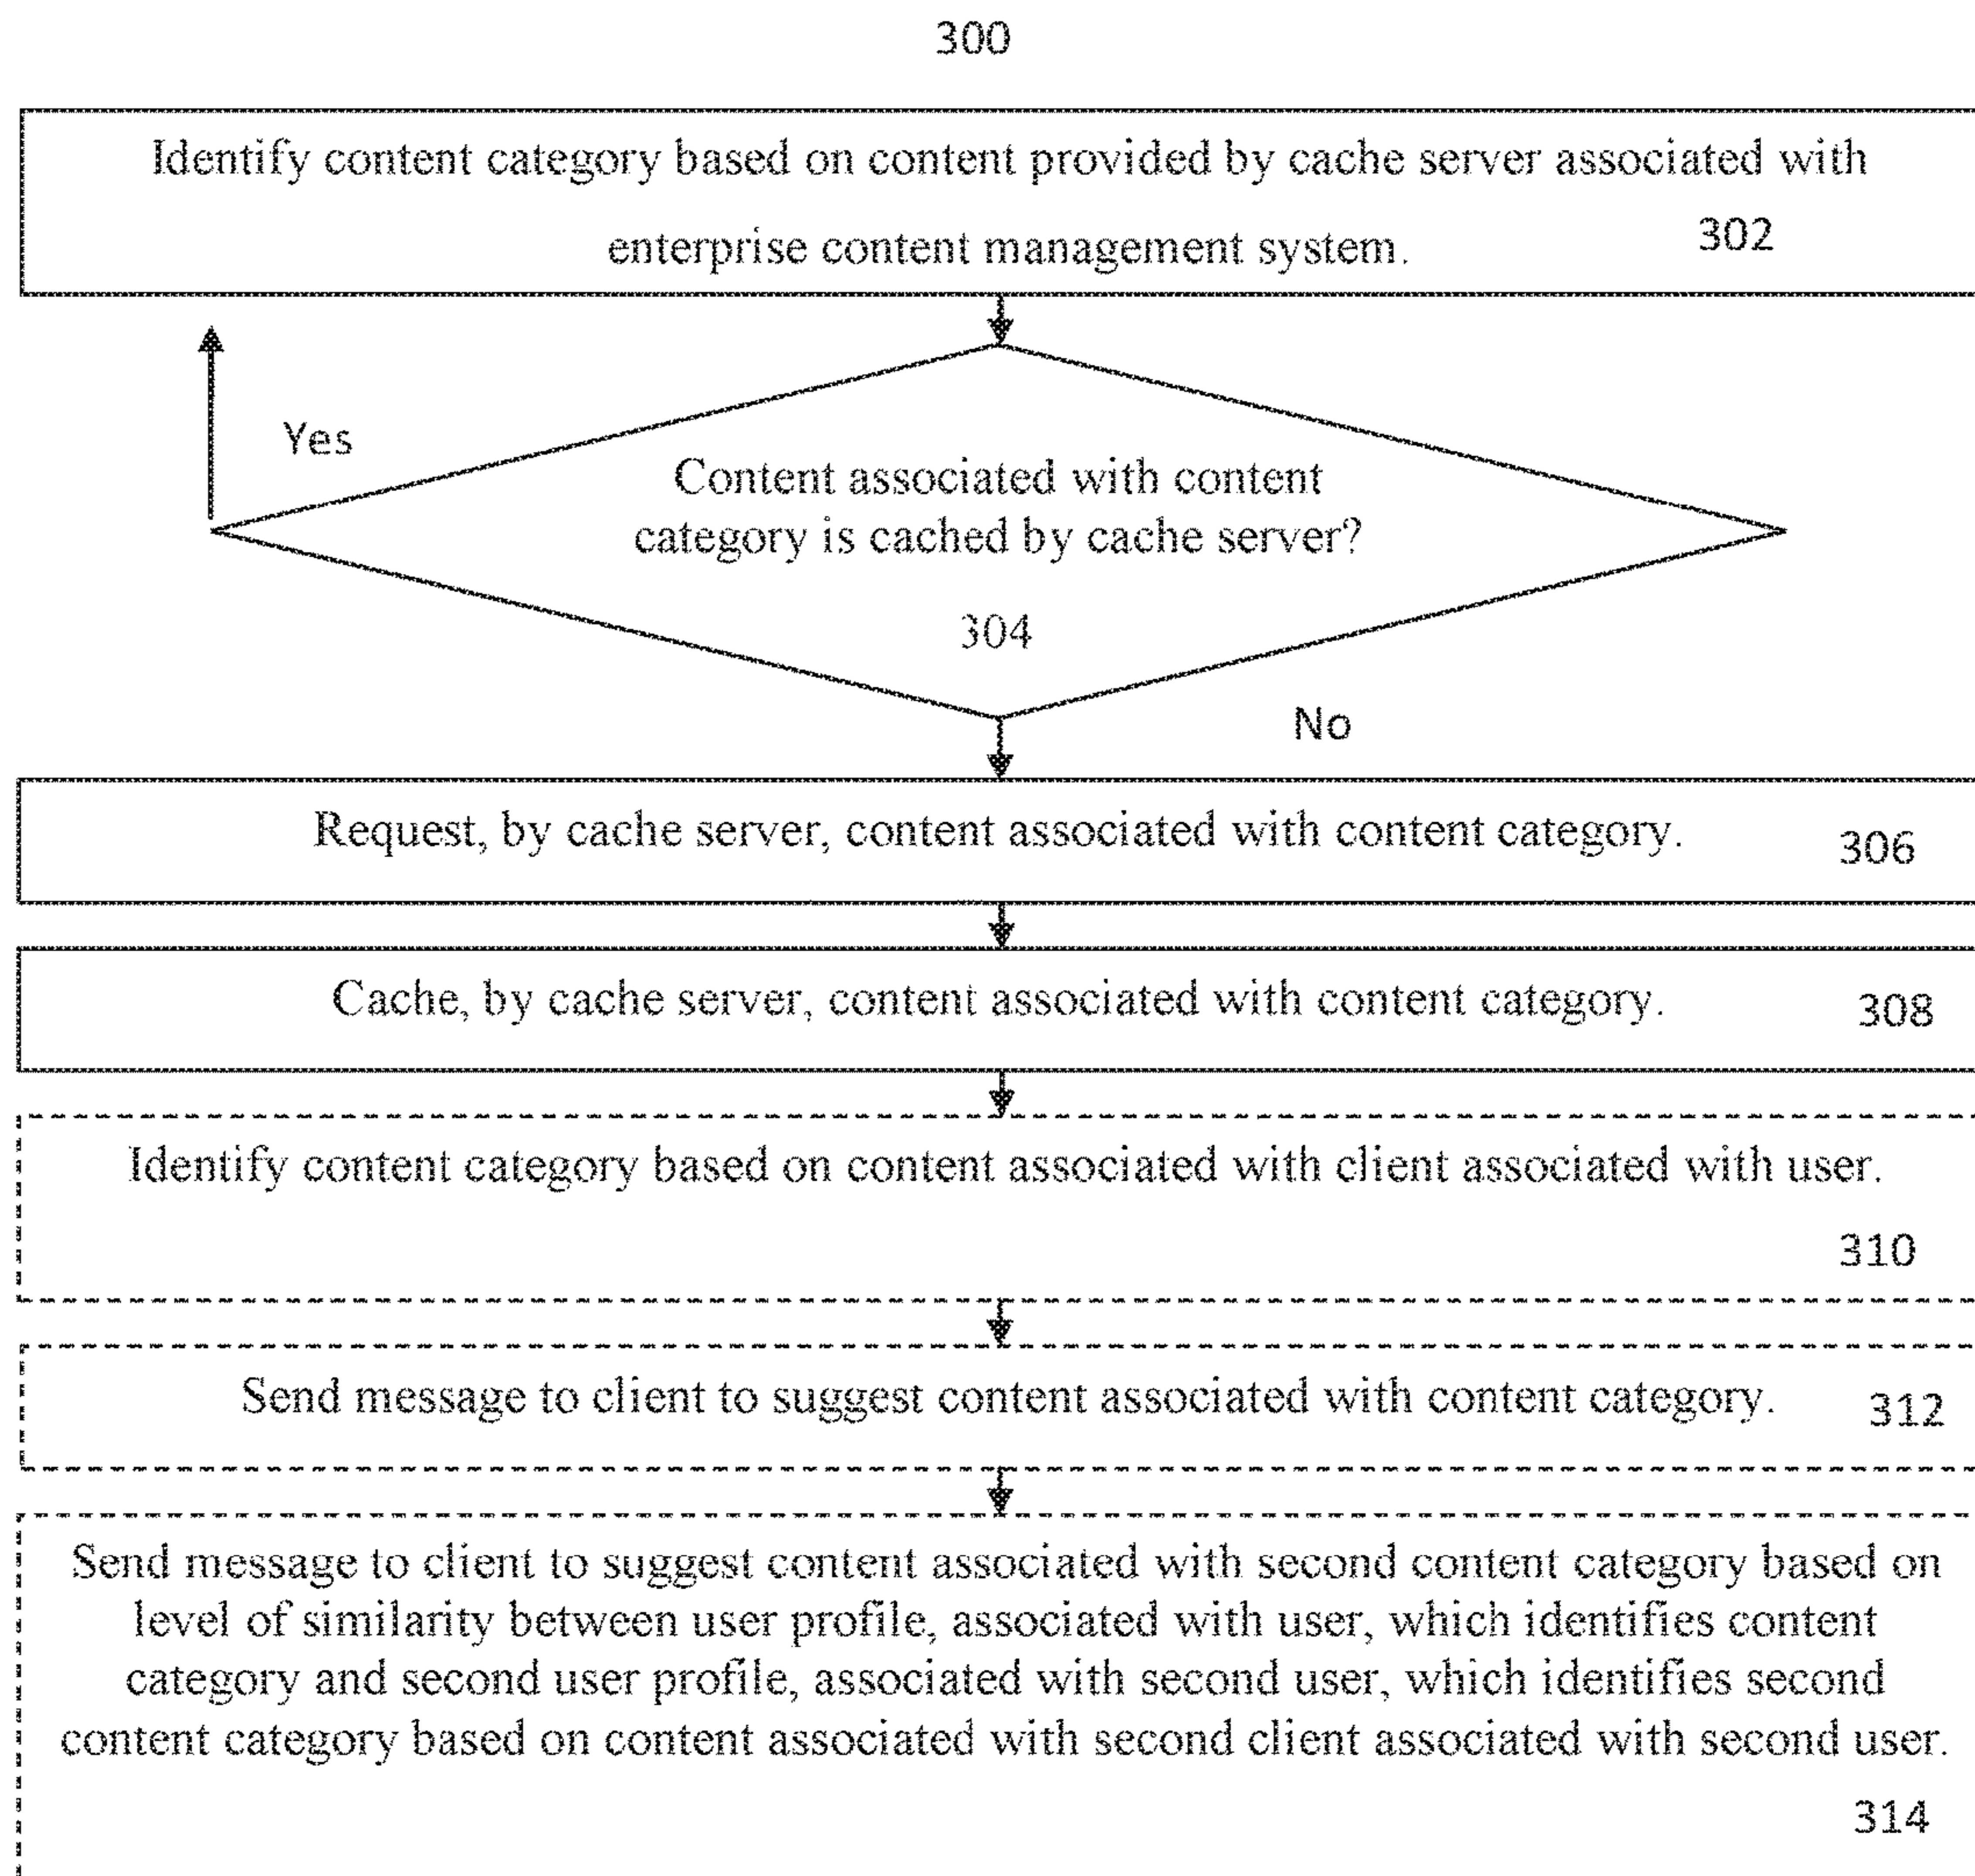 300
Identify content category based on content provided by cache server associated with
enterprise content management system.
302
Yes
Content associated with content
category is cached by cache server?
304
No
Request, by cache server, content associated with content category.
306
Cache, by cache server, content associated with content category.
308
Identify content category based on content associated with client associated with user.
310
Send message to client to suggest content associated with content category.
312
Send message to client to suggest content associated with second content category based on
level of similarity between user profile, associated with user, which identifies content
category and second user profile, associated with second user, which identifies second
content category based on content associated with second client associated with second user.
314